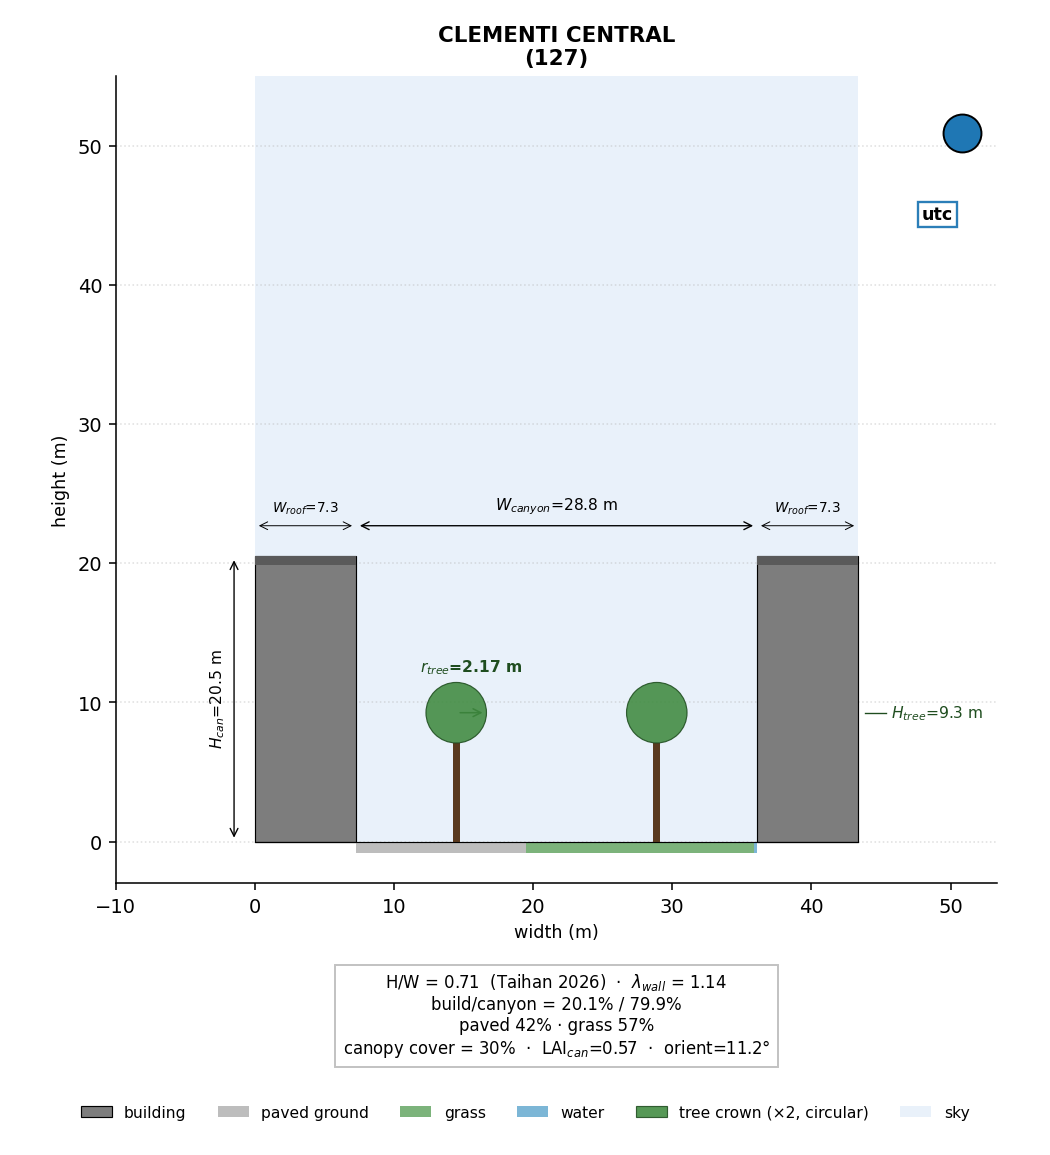 CLEMENTI CENTRAL
(127)
50
40
30
20
10
0
height (m)
utc
W_roof=7.3
W_canyon=28.8 m
W_roof=7.3
H_can=20.5 m
r_tree=2.17 m
H_tree=9.3 m
−10 0 10 20 30 40 50
width (m)
H/W = 0.71 (Taihan 2026) · λ_wall = 1.14
build/canyon = 20.1% / 79.9%
paved 42% · grass 57%
canopy cover = 30% · LAI_can=0.57 · orient=11.2°
building paved ground grass water tree crown (×2, circular) sky